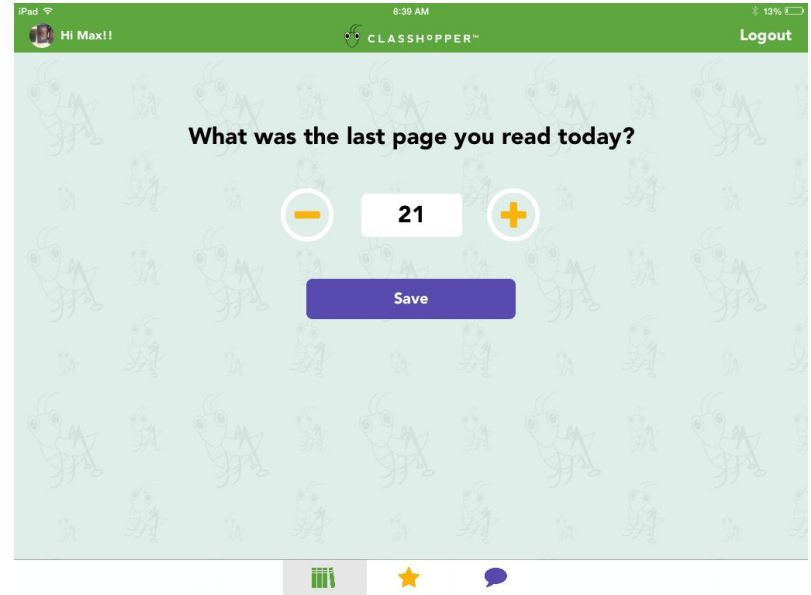 iPad 8:39 AM 13%
Hi Max!! CLASSHOPPER™ Logout
What was the last page you read today?
21
Save